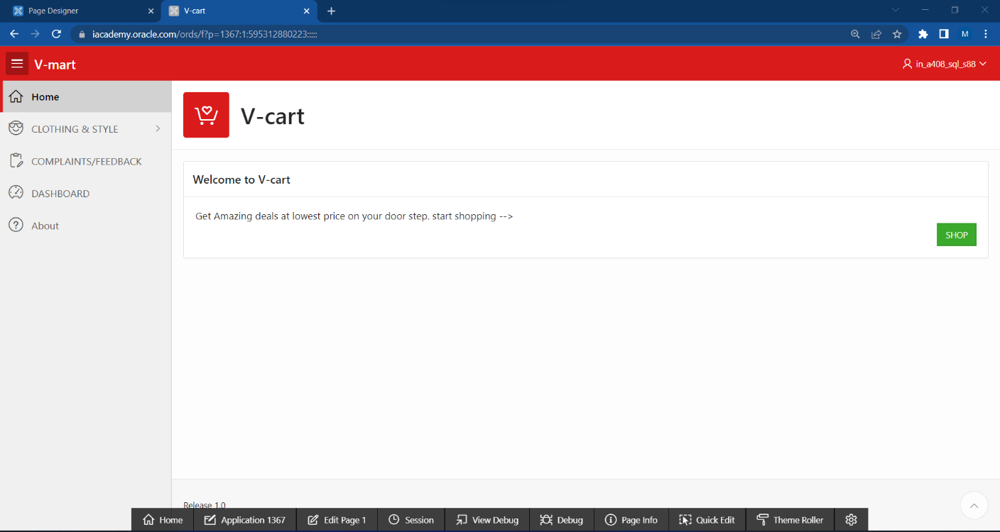 Page Designer
V-cart
iacademy.oracle.com/ords/f?p=1367:1:595312880223:::::
M
V-mart
in_a408_sql_s88
Home
CLOTHING & STYLE
COMPLAINTS/FEEDBACK
DASHBOARD
About
V-cart
Welcome to V-cart
Get Amazing deals at lowest price on your door step. start shopping -->
SHOP
Release 1.0
Home
Application 1367
Edit Page 1
Session
View Debug
Debug
Page Info
Quick Edit
Theme Roller